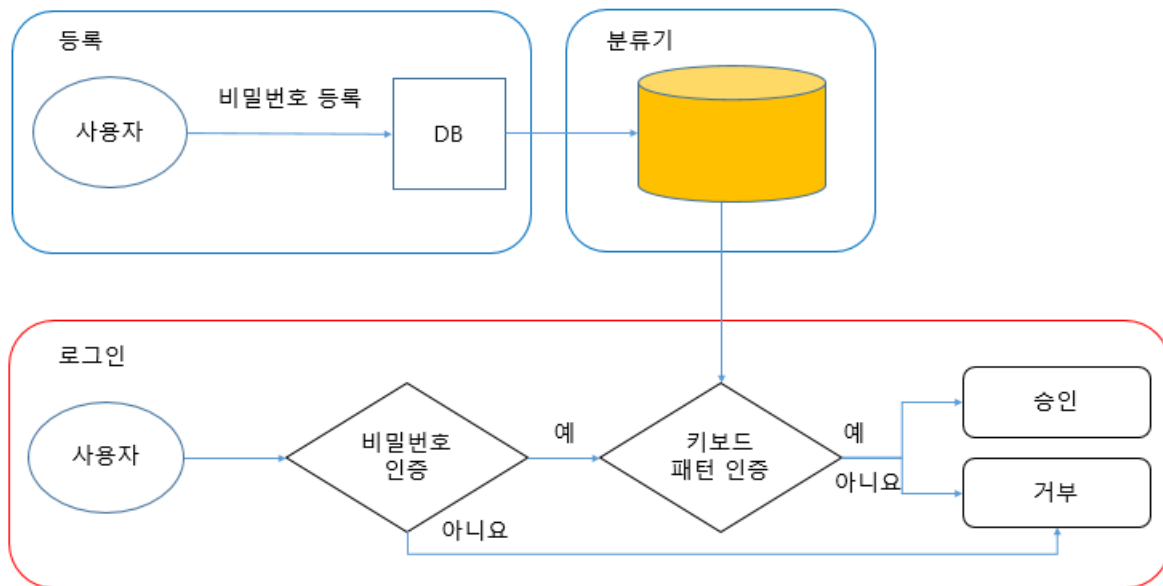 등록
분류기
비밀번호 등록
사용자
DB
로그인
사용자
비밀번호
인증
예
키보드
패턴 인증
예
아니요
승인
거부
아니요